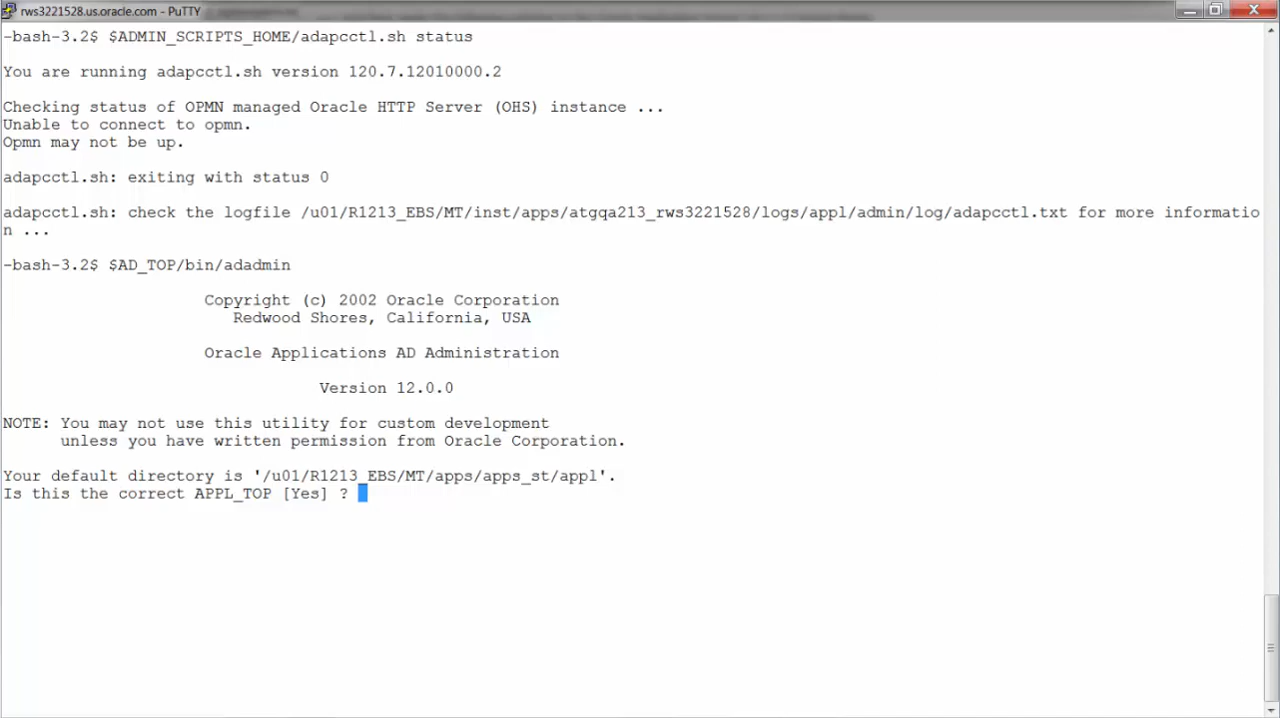 rws3221528.us.oracle.com - PuTTY
-bash-3.2$ $ADMIN_SCRIPTS_HOME/adapcctl.sh status
You are running adapcctl.sh version 120.7.12010000.2
Checking status of OPMN managed Oracle HTTP Server (OHS) instance ...
Unable to connect to opmn.
Opmn may not be up.
adapcctl.sh: exiting with status 0
adapcctl.sh: check the logfile /u01/R1213_EBS/MT/inst/apps/atgqa213_rws3221528/logs/appl/admin/log/adapcctl.txt for more informatio
n ...
-bash-3.2$ $AD_TOP/bin/adadmin
Copyright (c) 2002 Oracle Corporation
Redwood Shores, California, USA
Oracle Applications AD Administration
Version 12.0.0
NOTE: You may not use this utility for custom development
unless you have written permission from Oracle Corporation.
Your default directory is '/u01/R1213_EBS/MT/apps/apps_st/appl'.
Is this the correct APPL_TOP [Yes] ?